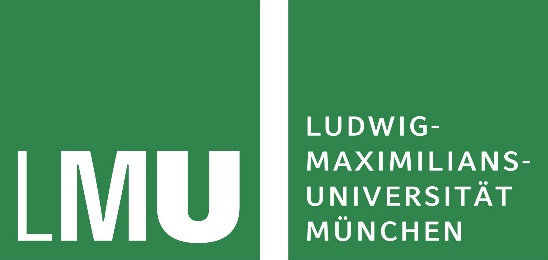 LMU
LUDWIG-
MAXIMILIANS-
UNIVERSITÄT
MÜNCHEN